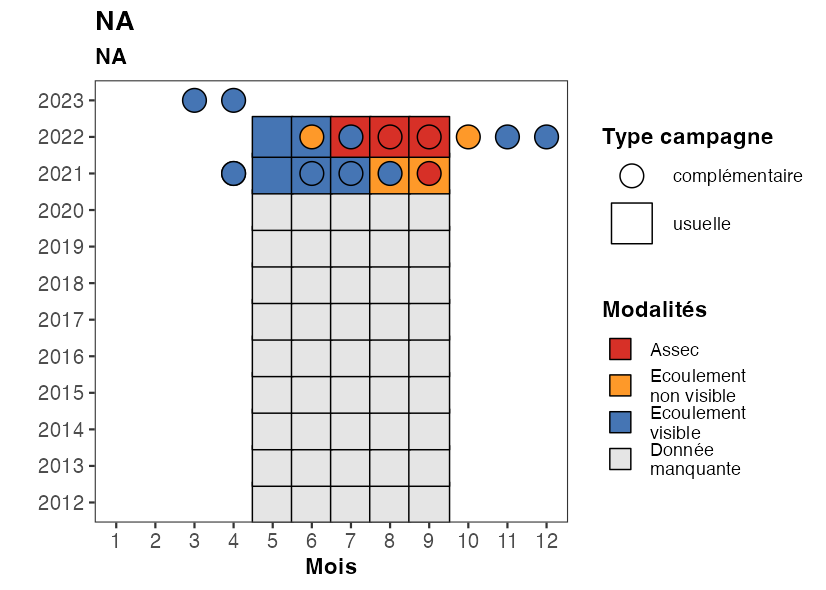 NA
NA
2023
2022
2021
2020
2019
2018
2017
2016
2015
2014
2013
2012
1 2 3 4 5 6 7 8 9 10 11 12
Mois
Type campagne
complémentaire
usuelle
Modalités
Assec
Ecoulement
non visible
Ecoulement
visible
Donnée
manquante